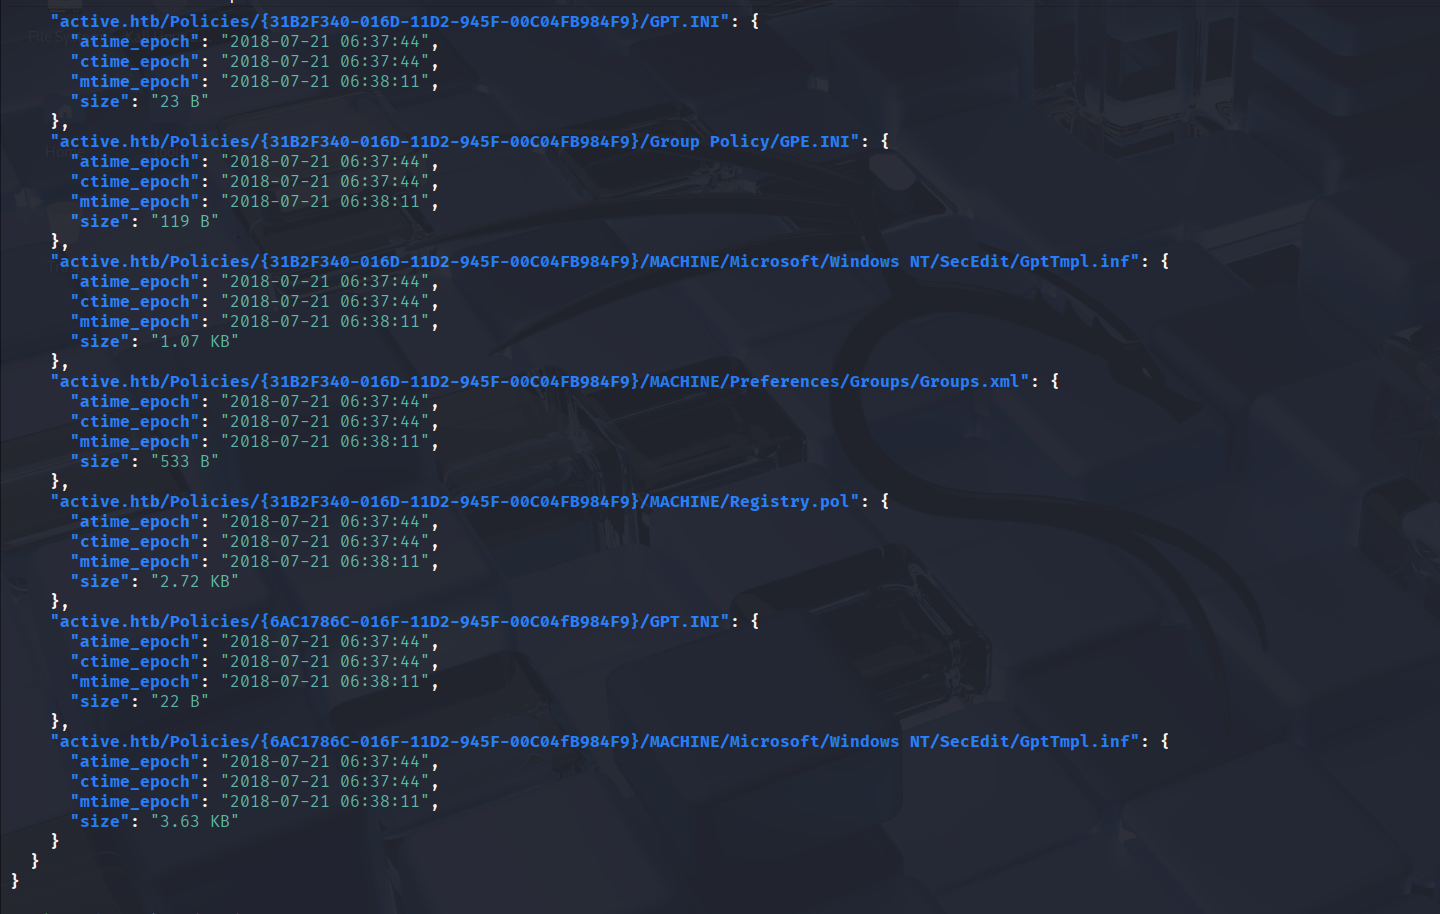 "active.htb/Policies/{31B2F340-016D-11D2-945F-00C04FB984F9}/GPT.INI": {
"atime_epoch": "2018-07-21 06:37:44",
"ctime_epoch": "2018-07-21 06:37:44",
"mtime_epoch": "2018-07-21 06:38:11",
"size": "23 B"
},
"active.htb/Policies/{31B2F340-016D-11D2-945F-00C04FB984F9}/Group Policy/GPE.INI": {
"atime_epoch": "2018-07-21 06:37:44",
"ctime_epoch": "2018-07-21 06:37:44",
"mtime_epoch": "2018-07-21 06:38:11",
"size": "119 B"
},
"active.htb/Policies/{31B2F340-016D-11D2-945F-00C04FB984F9}/MACHINE/Microsoft/Windows NT/SecEdit/GptTmpl.inf": {
"atime_epoch": "2018-07-21 06:37:44",
"ctime_epoch": "2018-07-21 06:37:44",
"mtime_epoch": "2018-07-21 06:38:11",
"size": "1.07 KB"
},
"active.htb/Policies/{31B2F340-016D-11D2-945F-00C04FB984F9}/MACHINE/Preferences/Groups/Groups.xml": {
"atime_epoch": "2018-07-21 06:37:44",
"ctime_epoch": "2018-07-21 06:37:44",
"mtime_epoch": "2018-07-21 06:38:11",
"size": "533 B"
},
"active.htb/Policies/{31B2F340-016D-11D2-945F-00C04FB984F9}/MACHINE/Registry.pol": {
"atime_epoch": "2018-07-21 06:37:44",
"ctime_epoch": "2018-07-21 06:37:44",
"mtime_epoch": "2018-07-21 06:38:11",
"size": "2.72 KB"
},
"active.htb/Policies/{6AC1786C-016F-11D2-945F-00C04fB984F9}/GPT.INI": {
"atime_epoch": "2018-07-21 06:37:44",
"ctime_epoch": "2018-07-21 06:37:44",
"mtime_epoch": "2018-07-21 06:38:11",
"size": "22 B"
},
"active.htb/Policies/{6AC1786C-016F-11D2-945F-00C04fB984F9}/MACHINE/Microsoft/Windows NT/SecEdit/GptTmpl.inf": {
"atime_epoch": "2018-07-21 06:37:44",
"ctime_epoch": "2018-07-21 06:37:44",
"mtime_epoch": "2018-07-21 06:38:11",
"size": "3.63 KB"
}
}
}